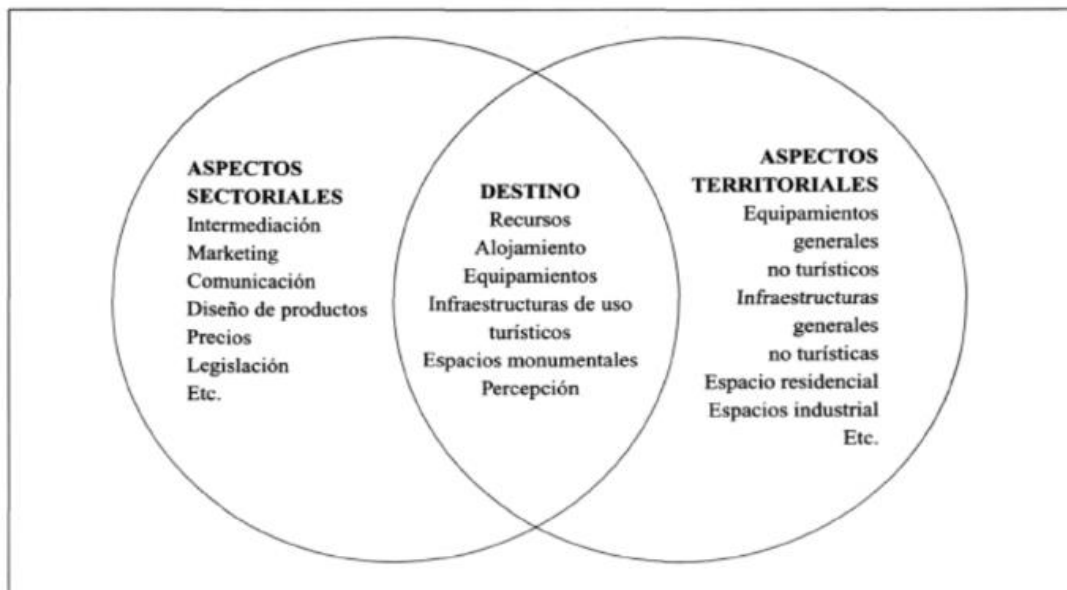 ASPECTOS
SECTORIALES
Intermediación
Marketing
Comunicación
Diseño de productos
Precios
Legislación
Etc.
DESTINO
Recursos
Alojamiento
Equipamientos
Infraestructuras de uso
turísticos
Espacios monumentales
Percepción
ASPECTOS
TERRITORIALES
Equipamientos
generales
no turísticos
Infraestructuras
generales
no turísticas
Espacio residencial
Espacios industrial
Etc.